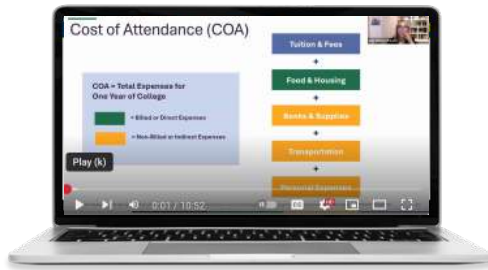 Cost of Attendance (COA)
Tuition & Fees
+
Food & Housing
+
Books & Supplies
+
Transportation
+
Personal Expenses
COA = Total Expenses for
One Year of College
= Billed or Direct Expenses
= Non-Billed or Indirect Expenses
Play (k)
0:01 / 10:52
CC